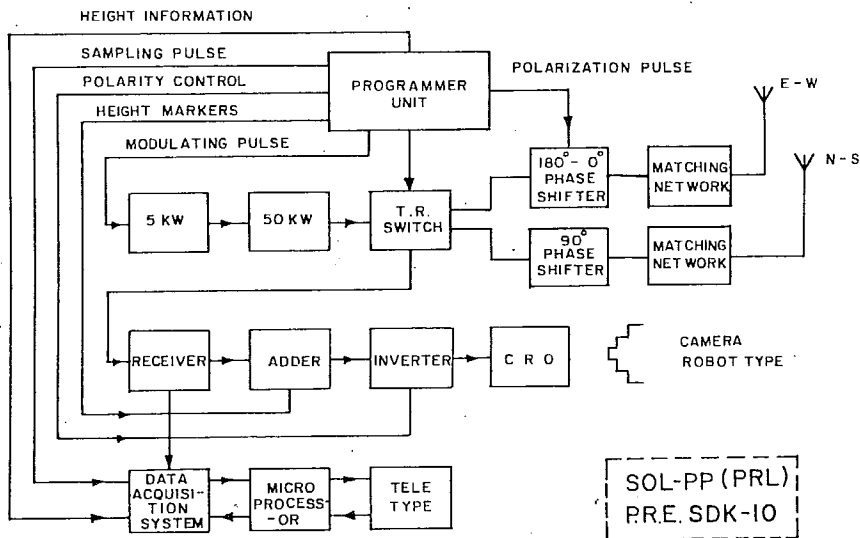 HEIGHT INFORMATION
SAMPLING PULSE
POLARITY CONTROL
HEIGHT MARKERS
MODULATING PULSE
PROGRAMMER
UNIT
POLARIZATION PULSE
E-W
N-S
5 KW
50 KW
T.R.
SWITCH
180°- 0°
PHASE
SHIFTER
MATCHING
NETWORK
90°
PHASE
SHIFTER
MATCHING
NETWORK
RECEIVER
ADDER
INVERTER
C R O
CAMERA
ROBOT TYPE
DATA
ACQUISI-
TION
SYSTEM
MICRO
PROCESS-
-OR
TELE
TYPE
SOL-PP (PRL)
P.R.E. SDK-10